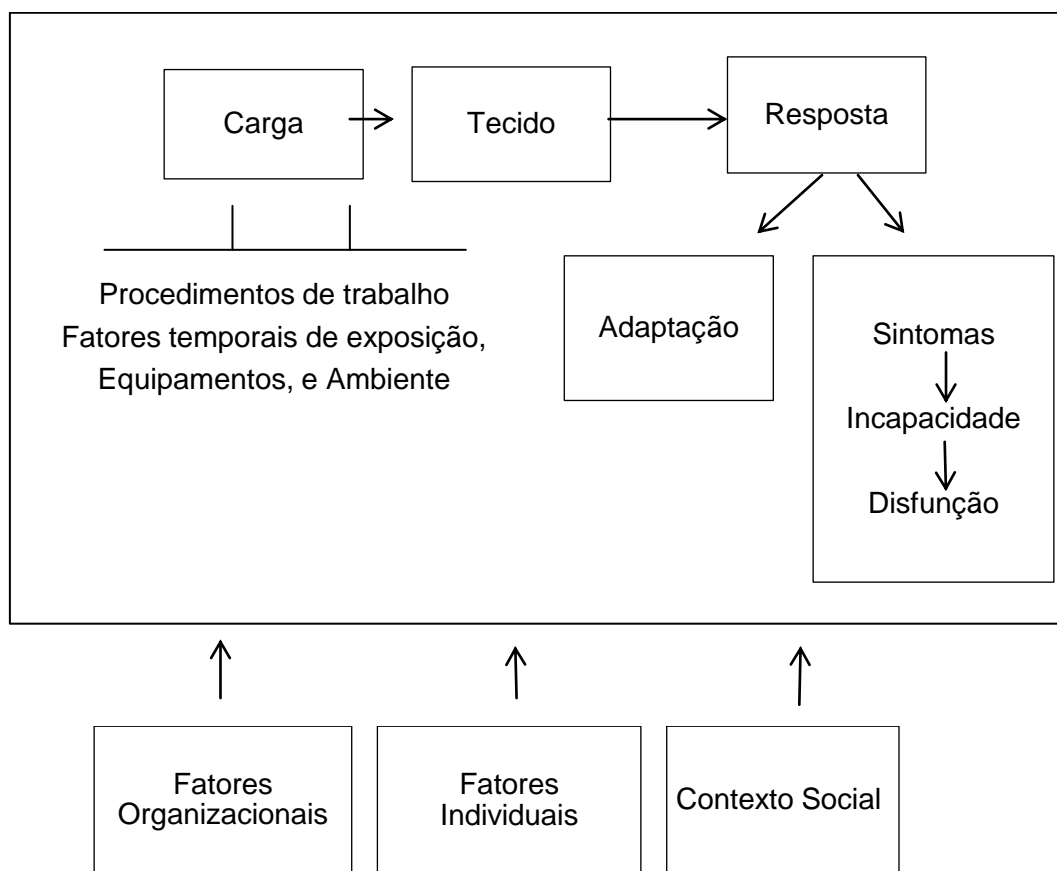 Carga
Tecido
Resposta
Procedimentos de trabalho
Fatores temporais de exposição,
Equipamentos, e Ambiente
Adaptação
Sintomas
Incapacidade
Disfunção
Fatores
Organizacionais
Fatores
Individuais
Contexto Social